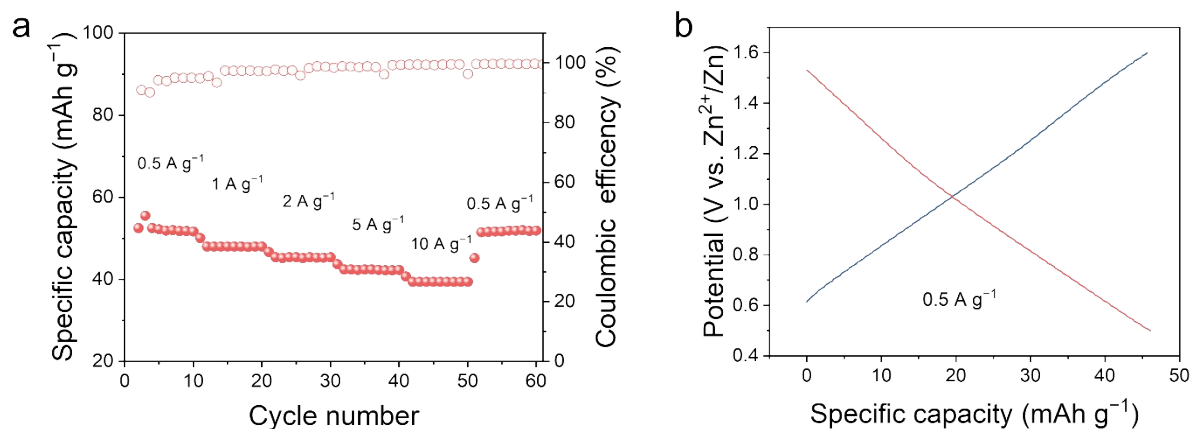 a
Specific capacity (mAh g⁻¹)
100
80
60
40
20
0.5 A g⁻¹
1 A g⁻¹
2 A g⁻¹
5 A g⁻¹
10 A g⁻¹
0.5 A g⁻¹
0
10
20
30
40
50
60
Cycle number
100
80
60
40
20
0
Coulombic efficency (%)
b
Potential (V vs. Zn²⁺/Zn)
1.6
1.4
1.2
1.0
0.8
0.6
0.4
0.5 A g⁻¹
0
10
20
30
40
50
Specific capacity (mAh g⁻¹)